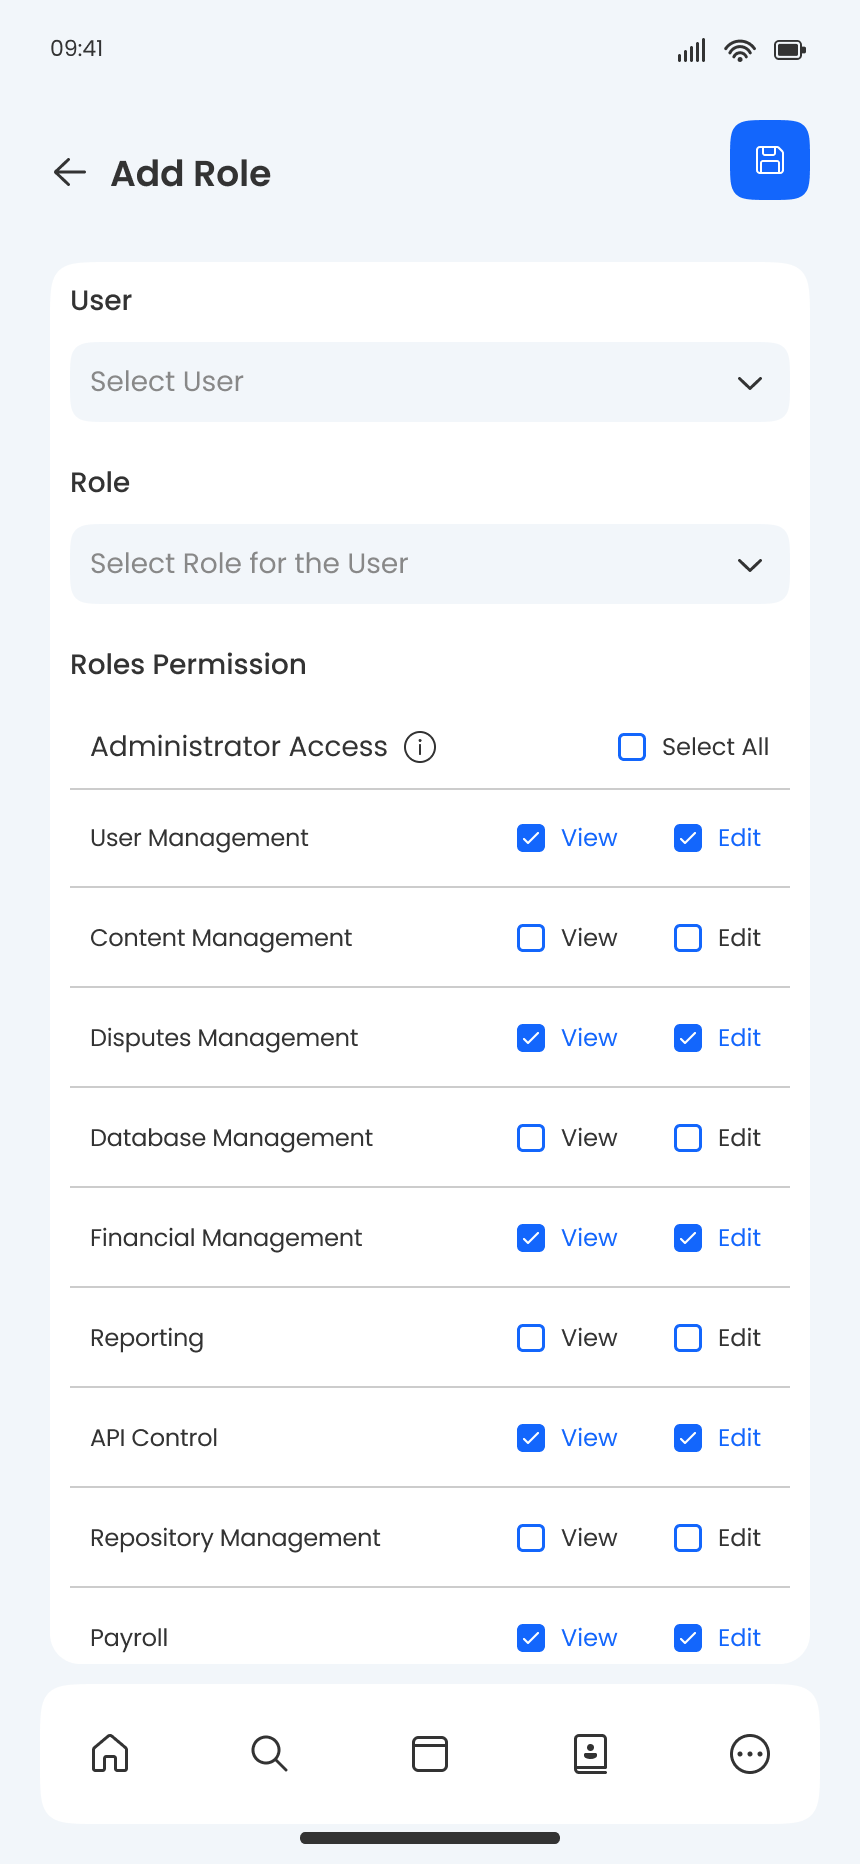 09:41
Add Role
User
Select User
Role
Select Role for the User
Roles Permission
Administrator Access Select All
User Management View Edit
Content Management View Edit
Disputes Management View Edit
Database Management View Edit
Financial Management View Edit
Reporting View Edit
API Control View Edit
Repository Management View Edit
Payroll View Edit